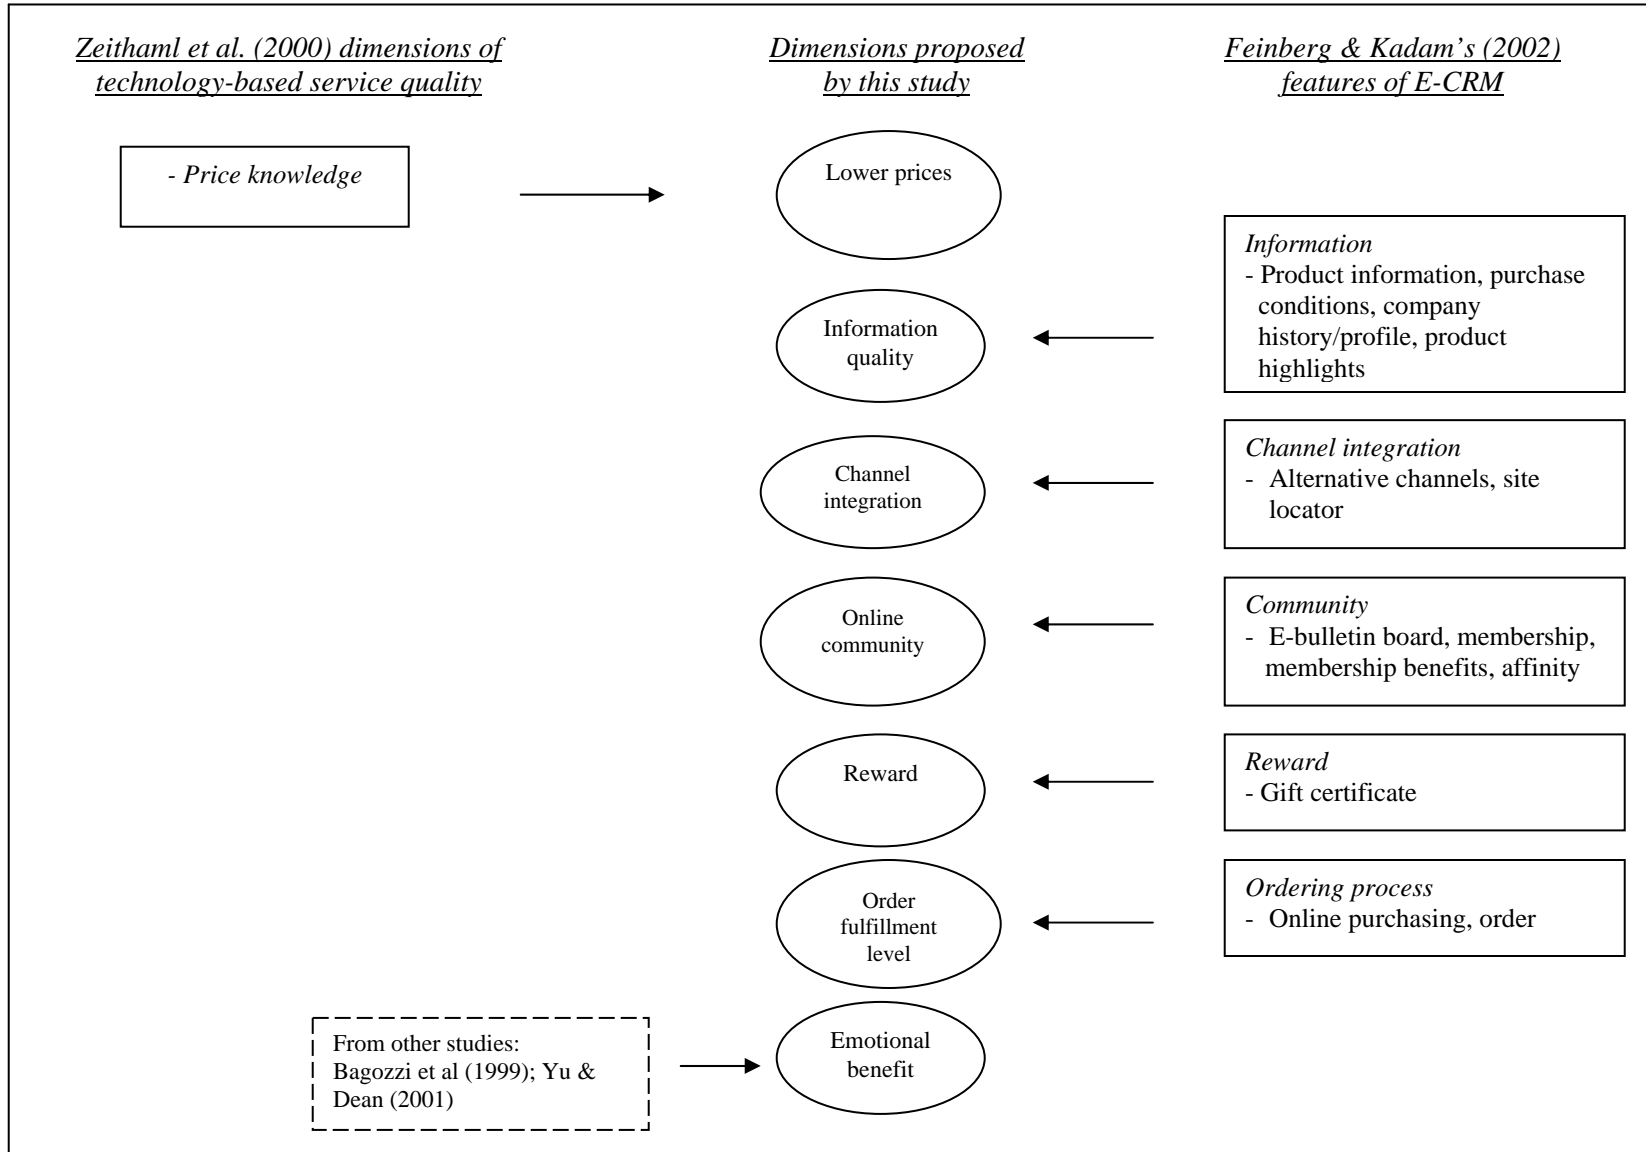 Zeithaml et al. (2000) dimensions of
technology-based service quality
Dimensions proposed
by this study
Feinberg & Kadam's (2002)
features of E-CRM
- Price knowledge
Lower prices
Information
- Product information, purchase
conditions, company
history/profile, product
highlights
Information
quality
Channel integration
- Alternative channels, site
locator
Channel
integration
Community
- E-bulletin board, membership,
membership benefits, affinity
Online
community
Reward
- Gift certificate
Reward
Ordering process
- Online purchasing, order
Order
fulfillment
level
From other studies:
Bagozzi et al (1999); Yu &
Dean (2001)
Emotional
benefit